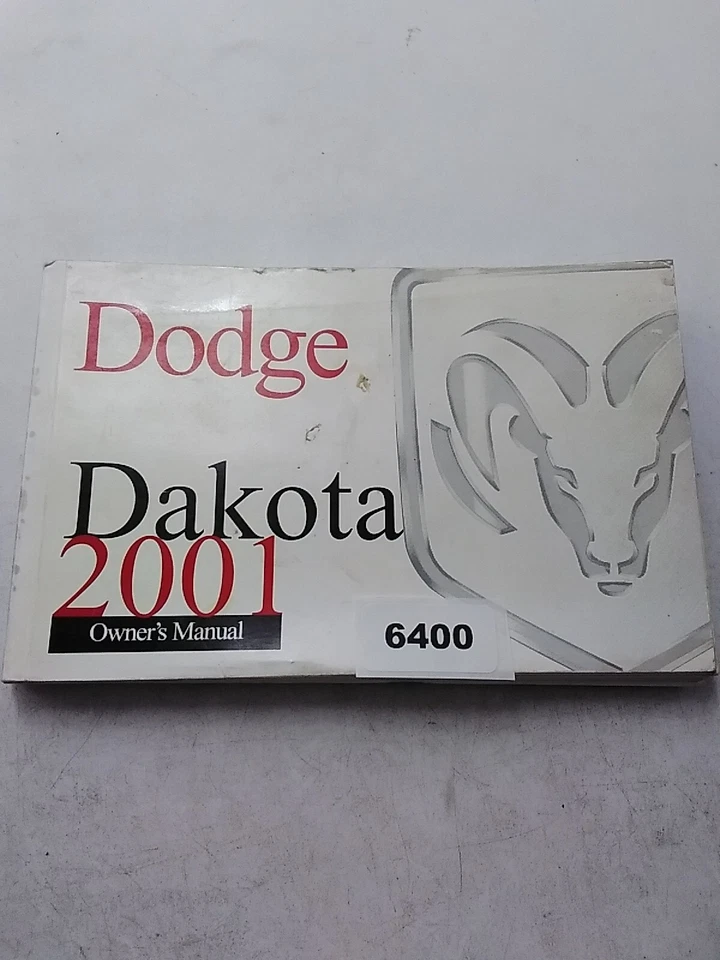 Dodge
Dakota
2001
Owner's Manual
6400